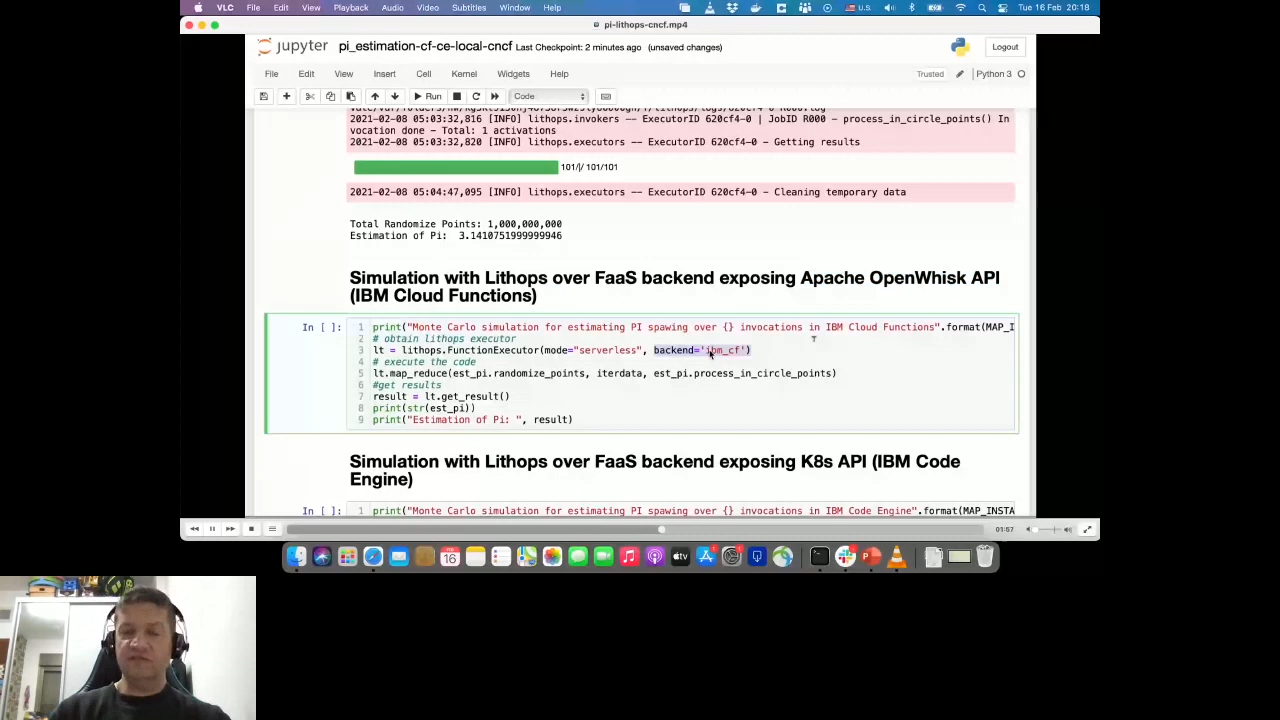 VLC File Edit View Playback Audio Video Subtitles Window Help Tue 16 Feb 20:18
pi-lithops-cncf.mp4
jupyter pi_estimation-cf-ce-local-cncf Last Checkpoint: 2 minutes ago (unsaved changes) Logout
File Edit View Insert Cell Kernel Widgets Help Trusted Python 3
Run Code
2021-02-08 05:03:32,816 [INFO] lithops.invokers -- ExecutorID 620cf4-0 | JobID R000 - process_in_circle_points() In
vocation done - Total: 1 activations
2021-02-08 05:03:32,820 [INFO] lithops.executors -- ExecutorID 620cf4-0 - Getting results
101/|/ 101/101
2021-02-08 05:04:47,095 [INFO] lithops.executors -- ExecutorID 620cf4-0 - Cleaning temporary data
Total Randomize Points: 1,000,000,000
Estimation of Pi: 3.1410751999999946
Simulation with Lithops over FaaS backend exposing Apache OpenWhisk API
(IBM Cloud Functions)
In [ ]: 1 print("Monte Carlo simulation for estimating PI spawing over {} invocations in IBM Cloud Functions".format(MAP_I
2 # obtain lithops executor
3 lt = lithops.FunctionExecutor(mode="serverless", backend='ibm_cf')
4 # execute the code
5 lt.map_reduce(est_pi.randomize_points, iterdata, est_pi.process_in_circle_points)
6 #get results
7 result = lt.get_result()
8 print(str(est_pi))
9 print("Estimation of Pi: ", result)
Simulation with Lithops over FaaS backend exposing K8s API (IBM Code
Engine)
In [ ]: 1 print("Monte Carlo simulation for estimating PI spawing over {} invocations in IBM Code Engine".format(MAP_INSTA
01:57
FEB
16
tv